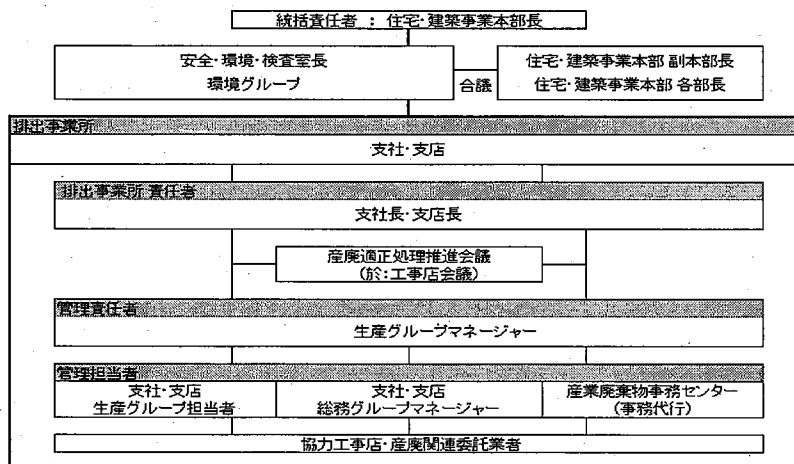 統括責任者 : 住宅・建築事業本部長
安全・環境・検査室長
環境グループ
合議
住宅・建築事業本部 副本部長
住宅・建築事業本部 各部長
排出事業所
支社・支店
排出事業所 責任者
支社長・支店長
産廃適正処理推進会議
(於:工事店会議)
管理責任者
生産グループマネージャー
管理担当者
支社・支店
生産グループ担当者
支社・支店
総務グループマネージャー
産業廃棄物事務センター
(事務代行)
協力工事店・産廃関連委託業者